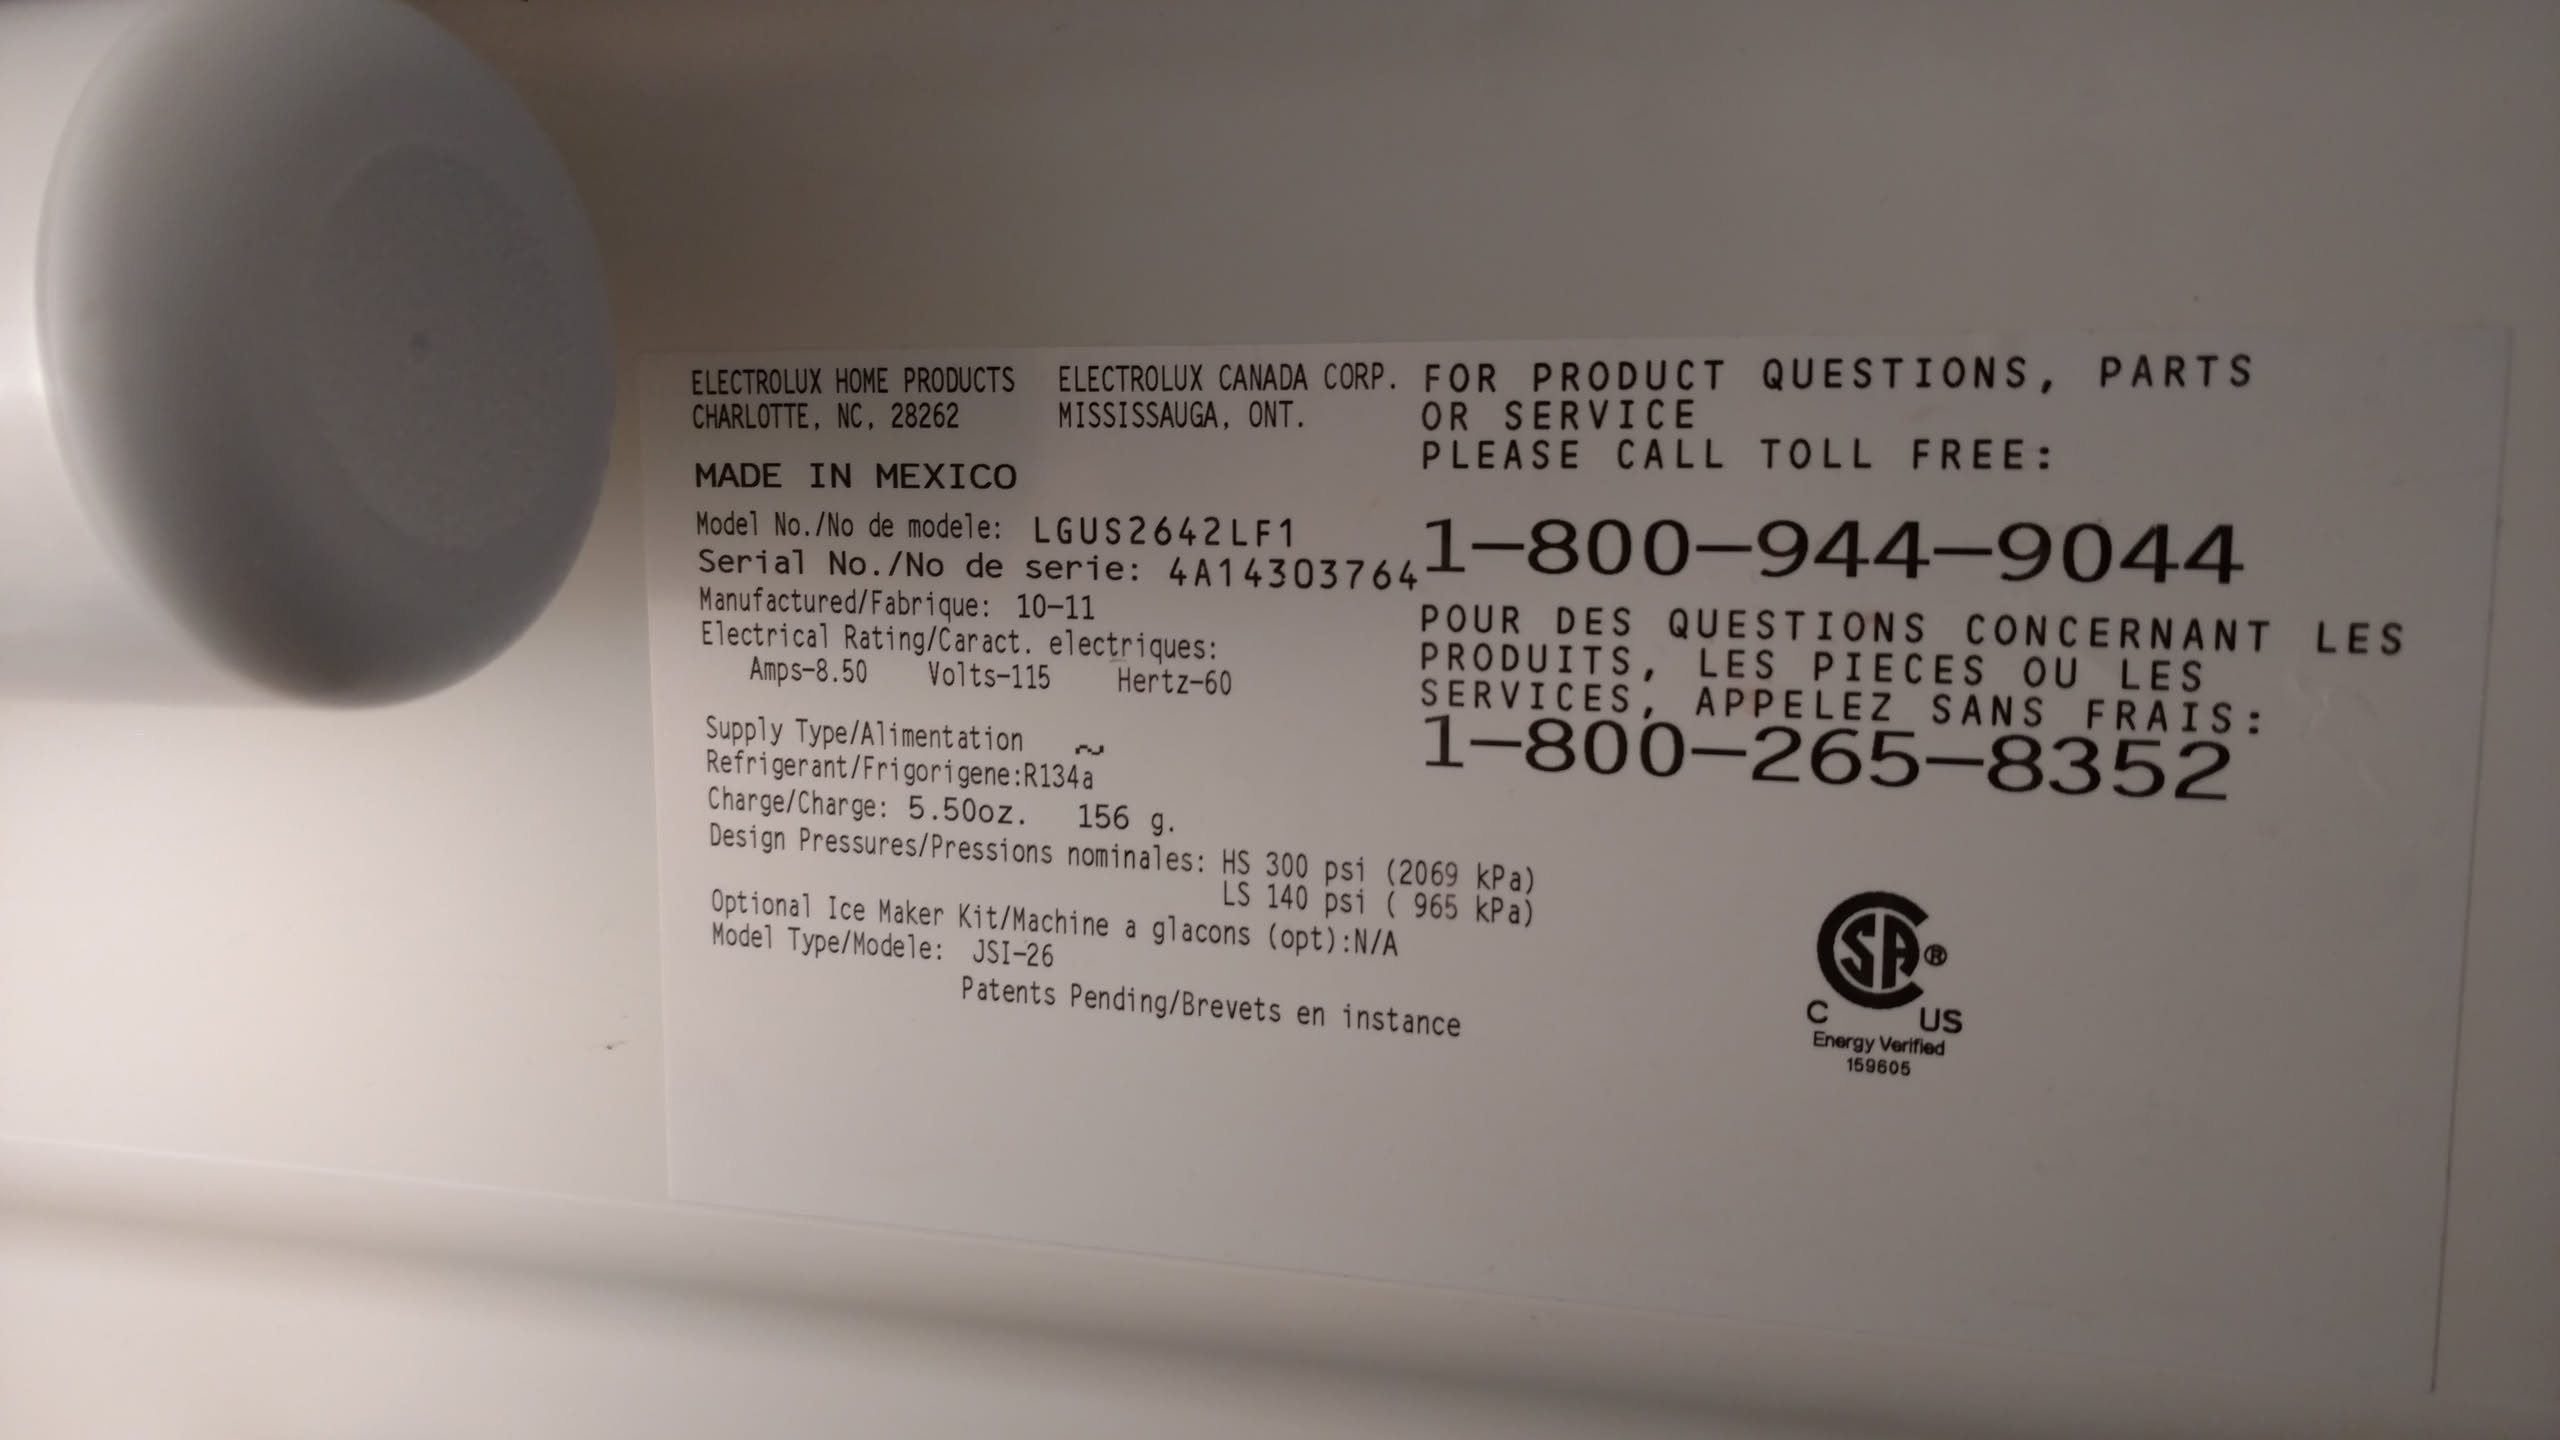 ELECTROLUX HOME PRODUCTS
CHARLOTTE, NC, 28262
ELECTROLUX CANADA CORP.
MISSISSAUGA, ONT.
MADE IN MEXICO
Model No./No de modele: LGUS2642LF1
Serial No./No de serie: 4A14303764
Manufactured/Fabrique: 10-11
Electrical Rating/Caract. electriques:
Amps-8.50 Volts-115 Hertz-60
Supply Type/Alimentation ~
Refrigerant/Frigorigene:R134a
Charge/Charge: 5.50oz. 156 g.
Design Pressures/Pressions nominales: HS 300 psi (2069 kPa)
LS 140 psi ( 965 kPa)
Optional Ice Maker Kit/Machine a glacons (opt):N/A
Model Type/Modele: JSI-26
Patents Pending/Brevets en instance
FOR PRODUCT QUESTIONS, PARTS
OR SERVICE
PLEASE CALL TOLL FREE:
1-800-944-9044
POUR DES QUESTIONS CONCERNANT LES
PRODUITS, LES PIECES OU LES
SERVICES, APPELEZ SANS FRAIS:
1-800-265-8352
CSA®
C US
Energy Verified
159605